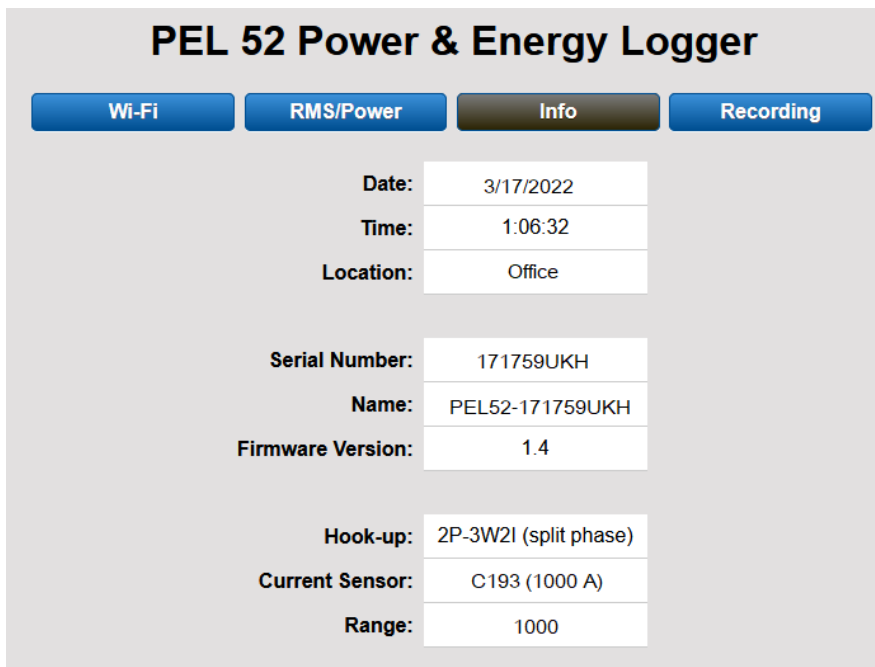 PEL 52 Power & Energy Logger
Wi-Fi RMS/Power Info Recording
Date: 3/17/2022
Time: 1:06:32
Location: Office
Serial Number: 171759UKH
Name: PEL52-171759UKH
Firmware Version: 1.4
Hook-up: 2P-3W2I (split phase)
Current Sensor: C193 (1000 A)
Range: 1000